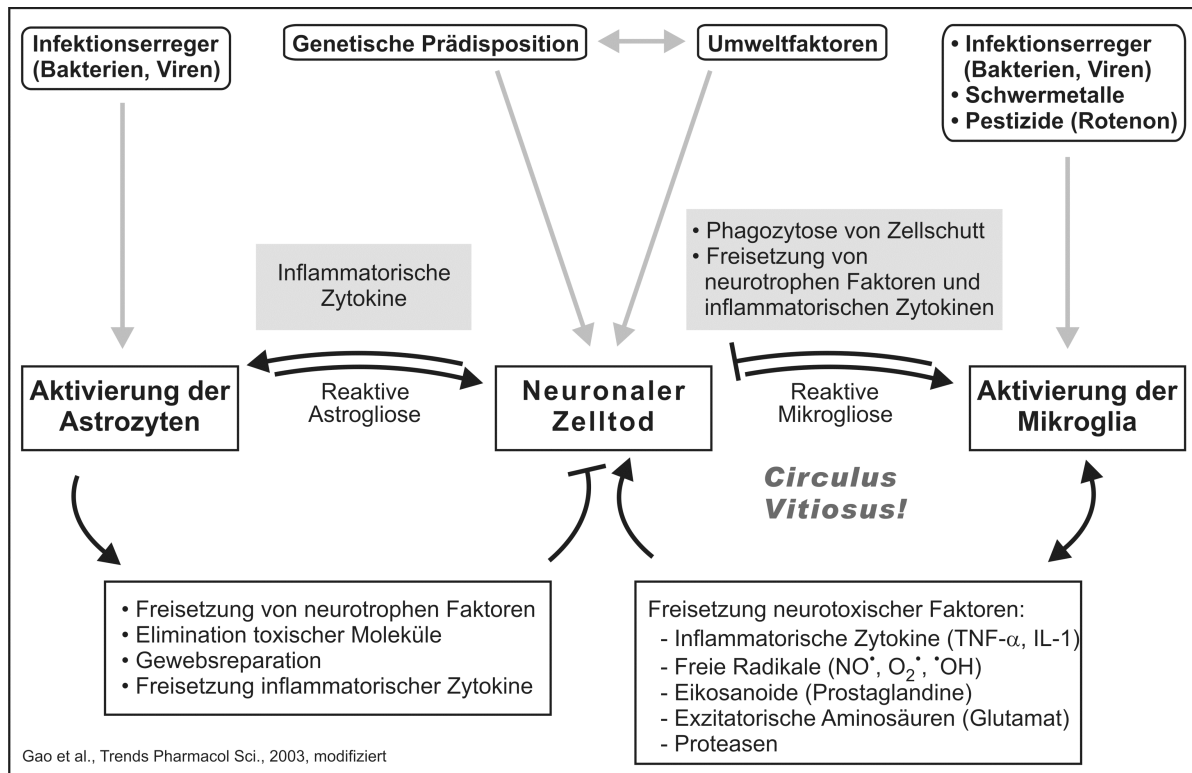 Infektionserreger
(Bakterien, Viren)
Genetische Prädisposition
Umweltfaktoren
• Infektionserreger
(Bakterien, Viren)
• Schwermetalle
• Pestizide (Rotenon)
Inflammatorische
Zytokine
• Phagozytose von Zellschutt
• Freisetzung von
neurotrophen Faktoren und
inflammatorischen Zytokinen
Aktivierung der
Astrozyten
Reaktive
Astrogliose
Neuronaler
Zelltod
Reaktive
Mikrogliose
Aktivierung der
Mikroglia
Circulus
Vitiosus!
• Freisetzung von neurotrophen Faktoren
• Elimination toxischer Moleküle
• Gewebsreparation
• Freisetzung inflammatorischer Zytokine
Freisetzung neurotoxischer Faktoren:
- Inflammatorische Zytokine (TNF-α, IL-1)
- Freie Radikale (NO•, O₂•, •OH)
- Eikosanoide (Prostaglandine)
- Exzitatorische Aminosäuren (Glutamat)
- Proteasen
Gao et al., Trends Pharmacol Sci., 2003, modifiziert